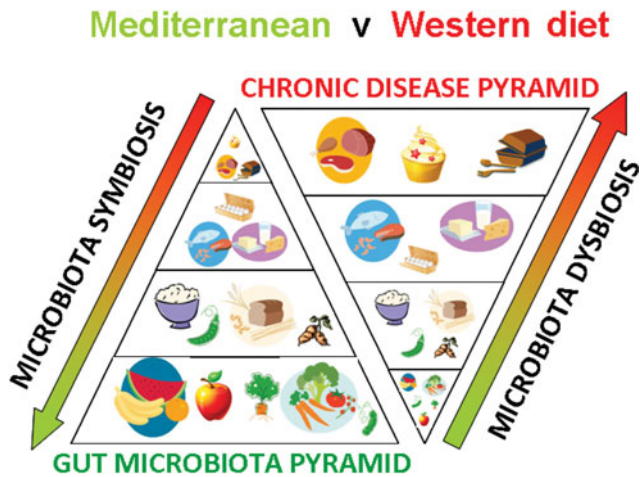 Mediterranean v Western diet
CHRONIC DISEASE PYRAMID
MICROBIOTA SYMBIOSIS
MICROBIOTA DYSBIOSIS
GUT MICROBIOTA PYRAMID